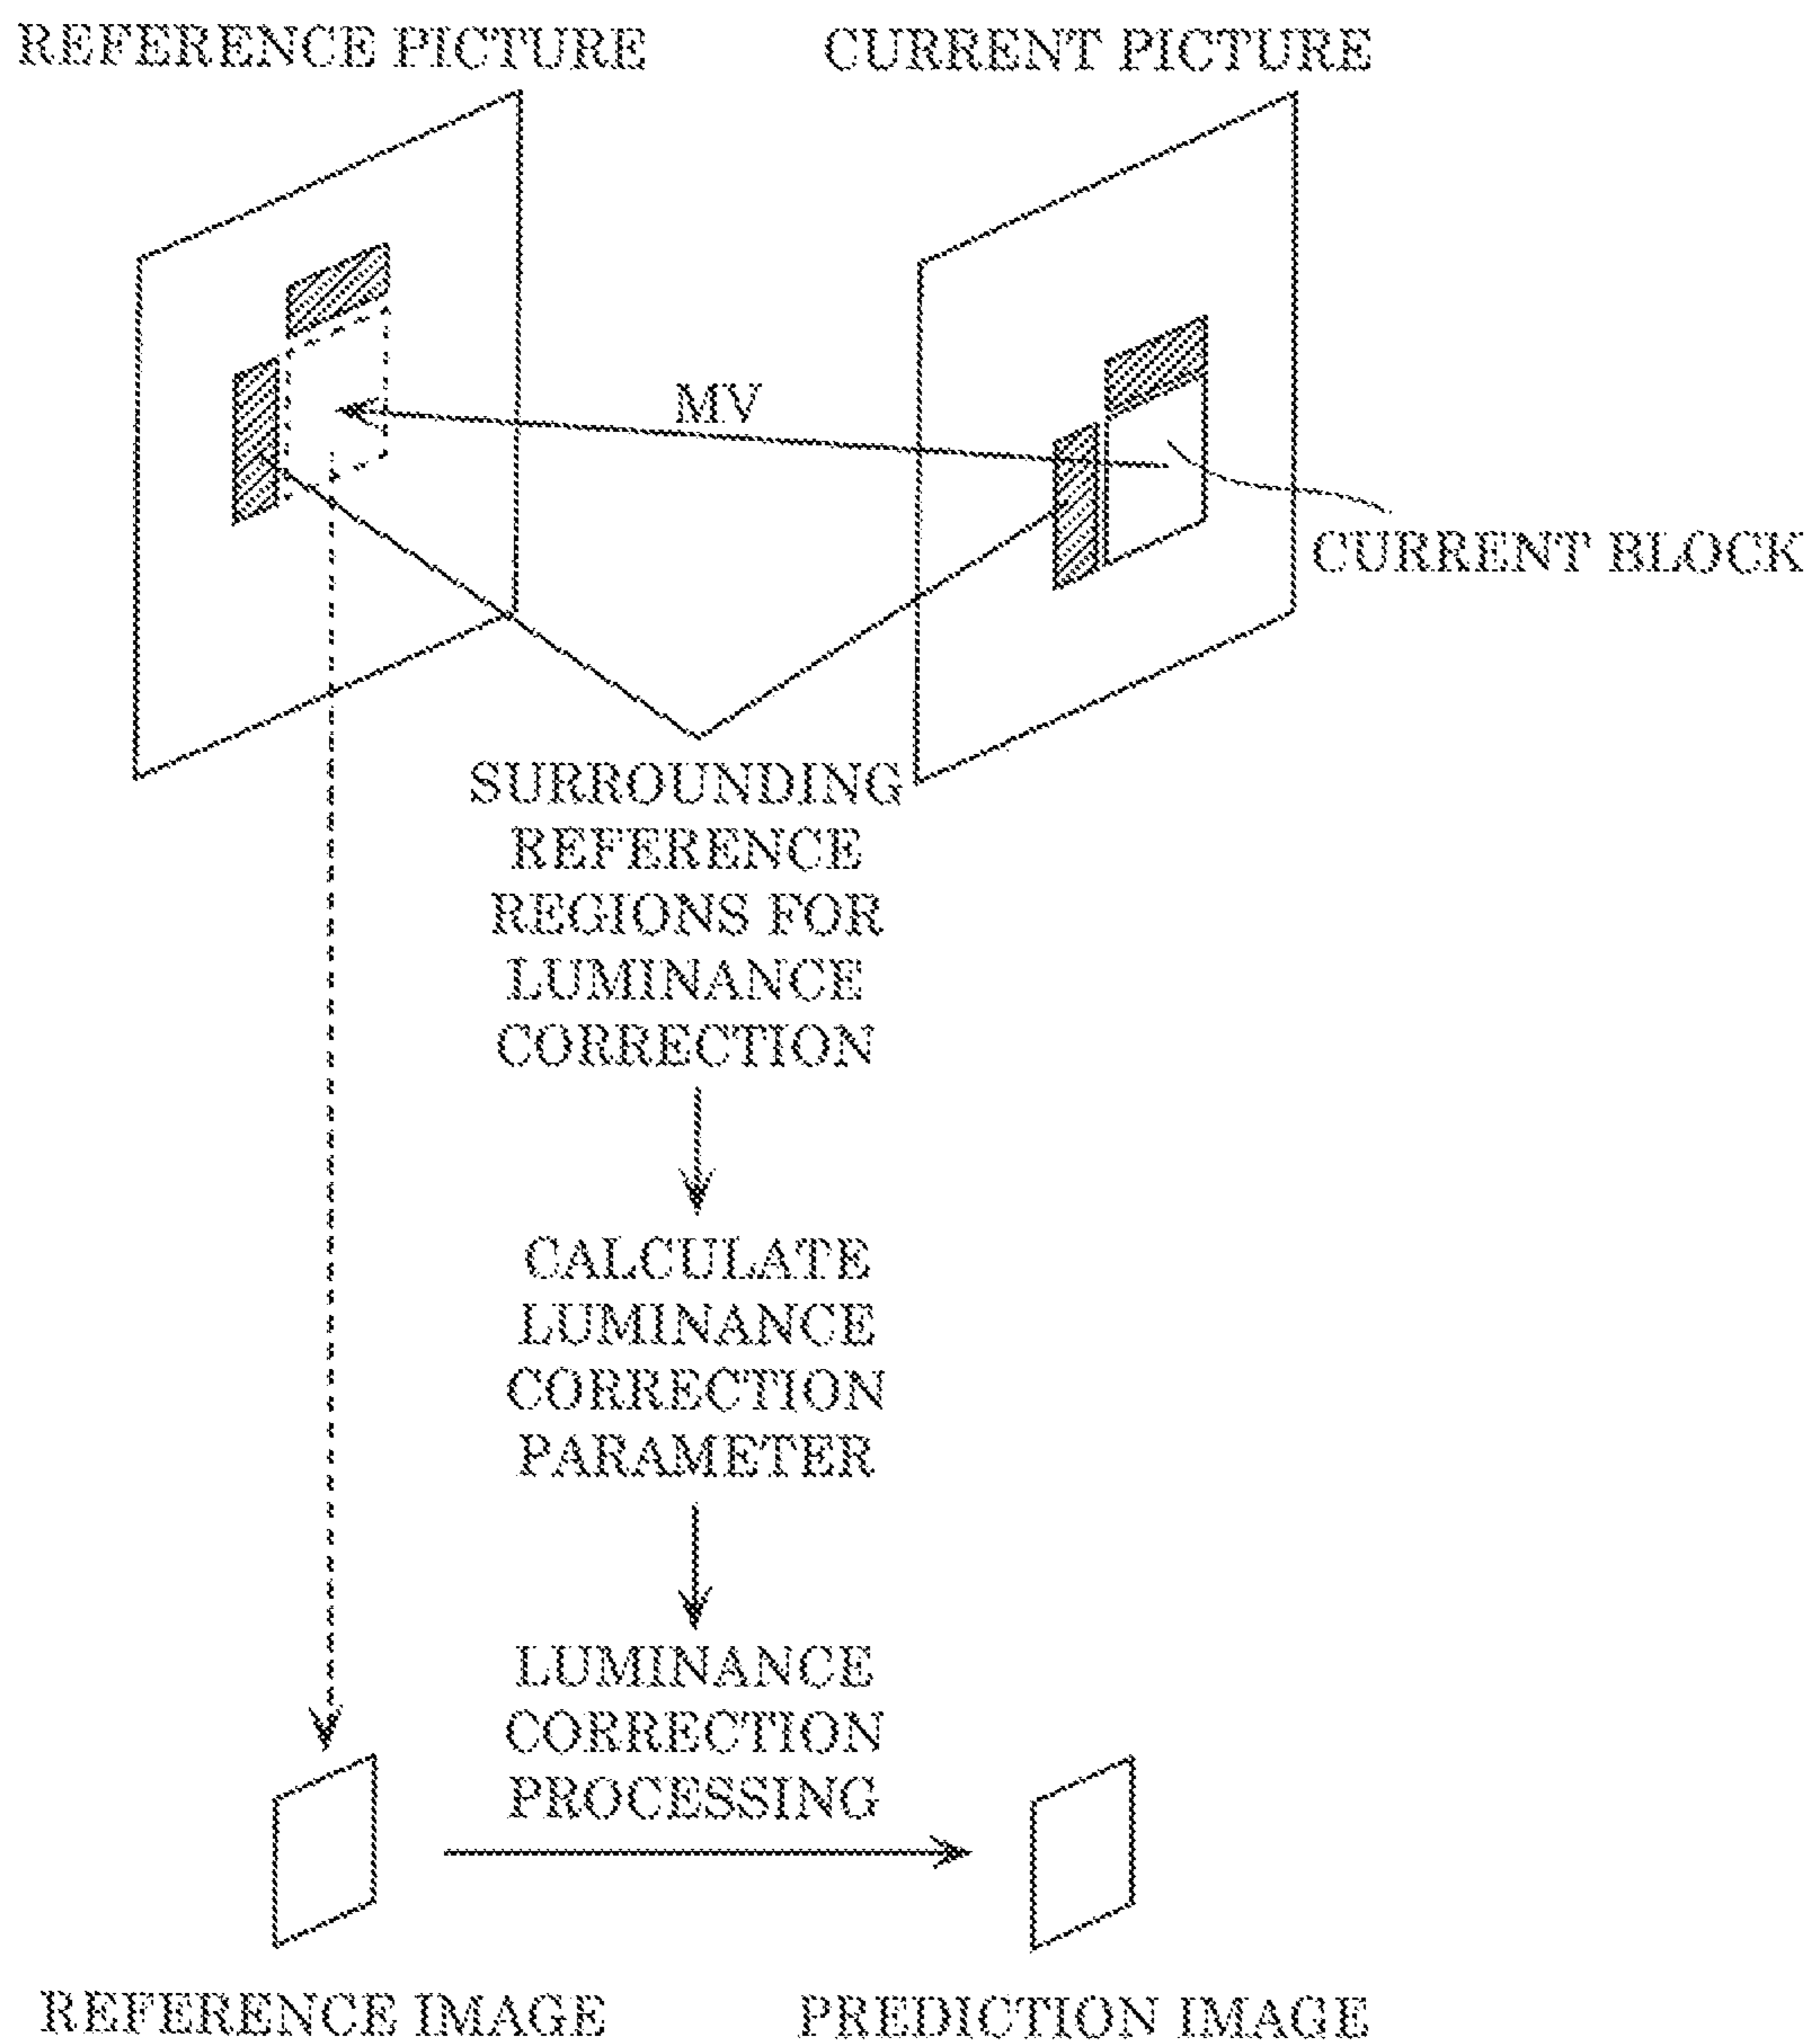 REFERENCE PICTURE
CURRENT PICTURE
MV
CURRENT BLOCK
SURROUNDING
REFERENCE
REGIONS FOR
LUMINANCE
CORRECTION
CALCULATE
LUMINANCE
CORRECTION
PARAMETER
LUMINANCE
CORRECTION
PROCESSING
REFERENCE IMAGE
PREDICTION IMAGE